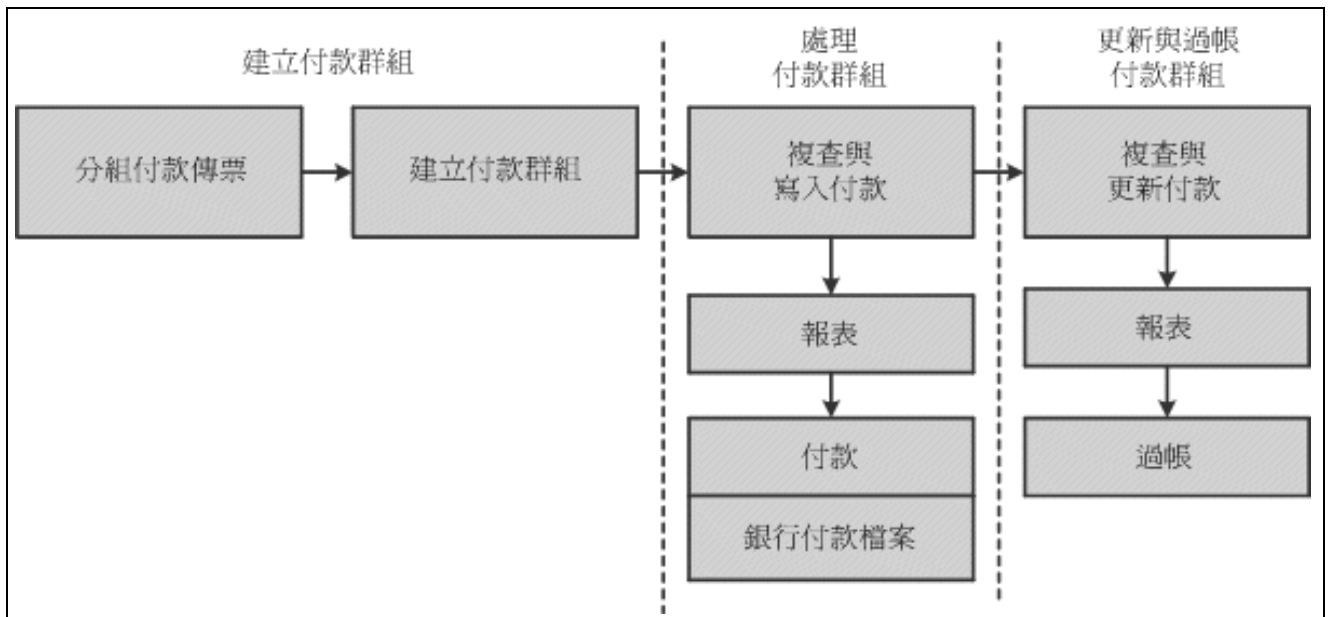 建立付款群組
分組付款傳票
建立付款群組
處理
付款群組
複查與
寫入付款
報表
付款
銀行付款檔案
更新與過帳
付款群組
複查與
更新付款
報表
過帳